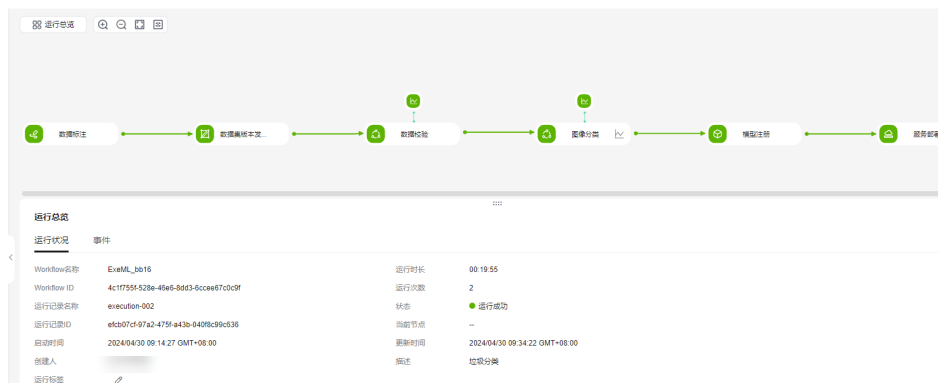 运行总览
数据标注
数据集版本发...
数据校验
图像分类
模型注册
服务部署
运行总览
运行状况 事件
Workflow名称 ExeML_bb16 运行时长 00:19:55
Workflow ID 4c1f755f-528e-46e6-8dd3-6ccee67c0c9f 运行次数 2
运行记录名称 execution-002 状态 运行成功
运行记录ID efcb07cf-97a2-475f-a43b-040f8c99c636 当前节点 --
启动时间 2024/04/30 09:14:27 GMT+08:00 更新时间 2024/04/30 09:34:22 GMT+08:00
创建人 描述 垃圾分类
运行标签